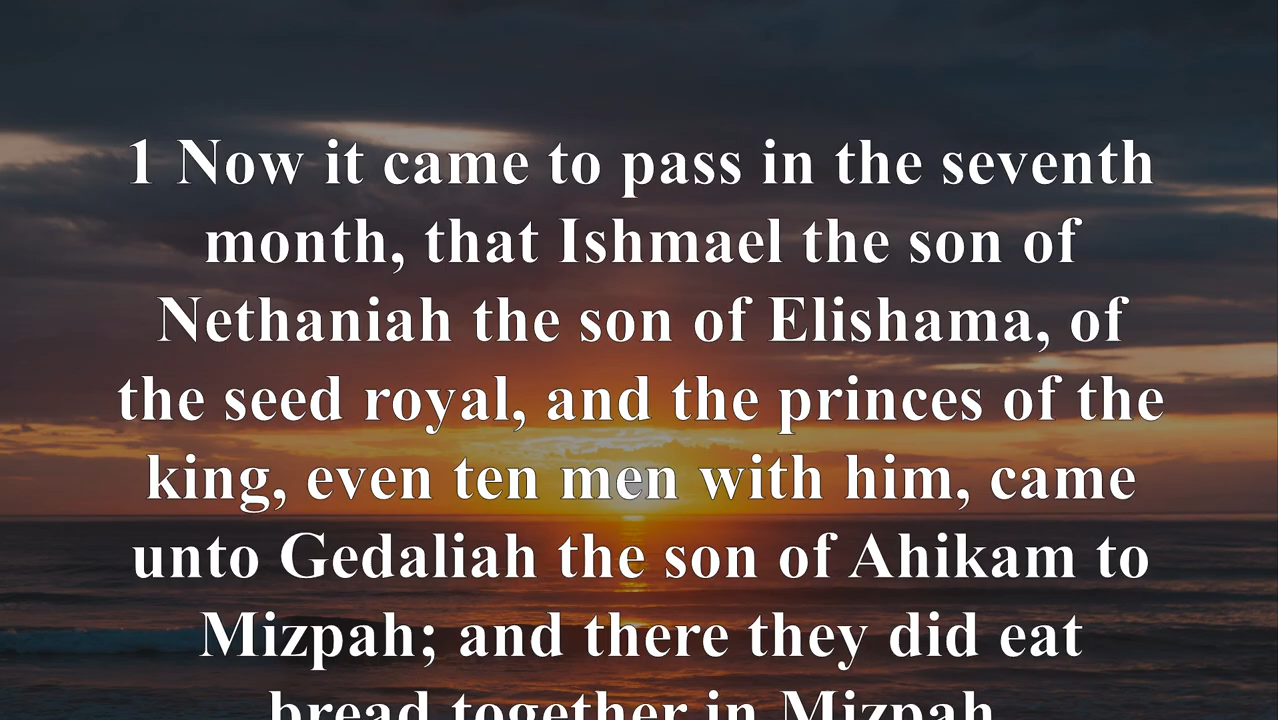 1 Now it came to pass in the seventh
month, that Ishmael the son of
Nethaniah the son of Elishama, of
the seed royal, and the princes of the
king, even ten men with him, came
unto Gedaliah the son of Ahikam to
Mizpah; and there they did eat
bread together in Mizpah